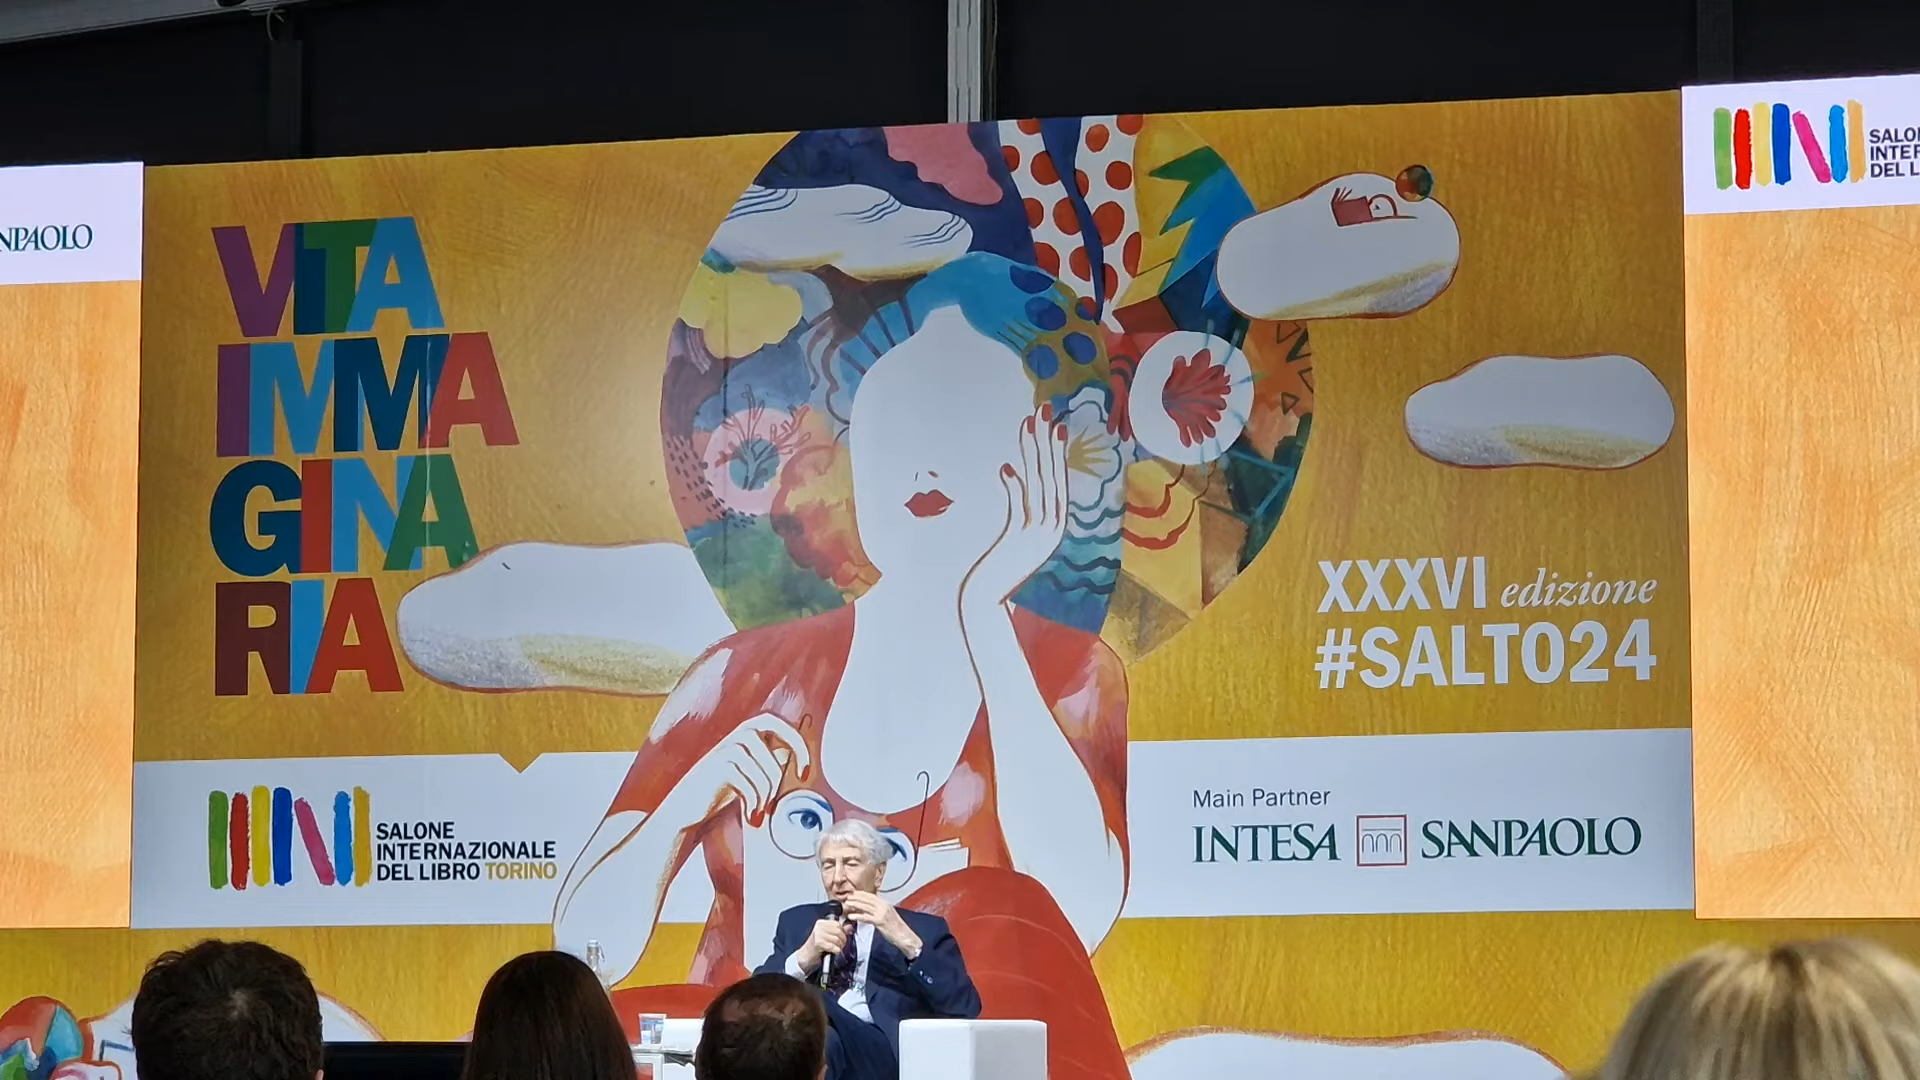 VITA
IMMA
GINA
RIA
XXXVI edizione
#SALTO24
SALONE
INTERNAZIONALE
DEL LIBRO TORINO
Main Partner
INTESA SANPAOLO
NPAOLO
SALO
INTER
DEL L